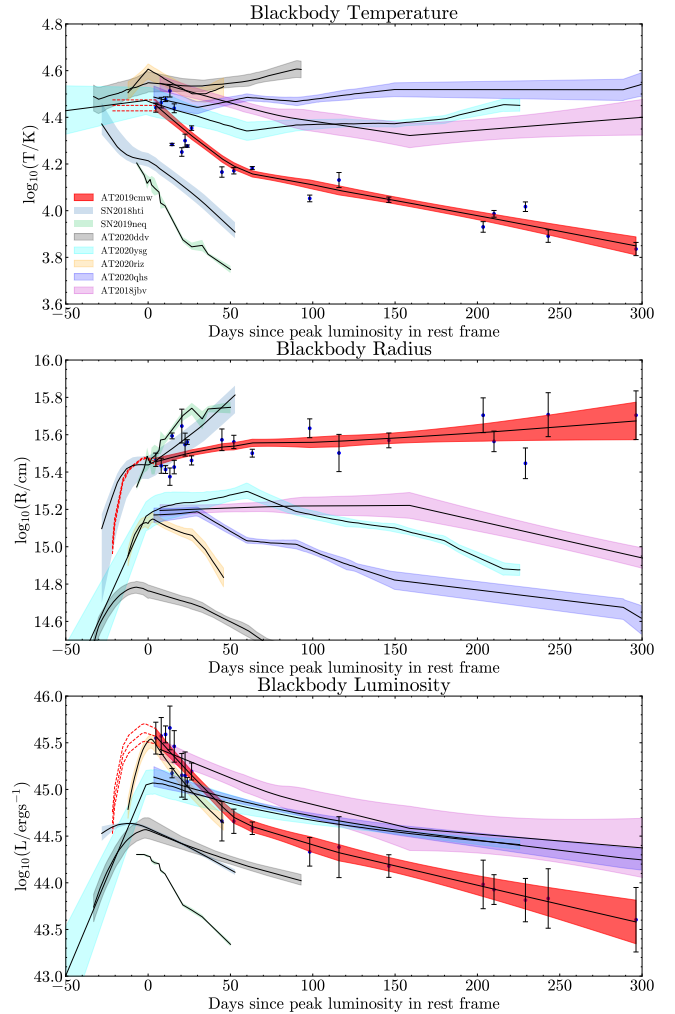 Blackbody Temperature
4.8
4.6
4.4
4.2
4.0
3.8
3.6
log10(T/K)
AT2019cmw
SN2018hti
SN2019neq
AT2020ddv
AT2020ysg
AT2020riz
AT2020qhs
AT2018jbv
−50 0 50 100 150 200 250 300
Days since peak luminosity in rest frame
Blackbody Radius
16.0
15.8
15.6
15.4
15.2
15.0
14.8
14.6
log10(R/cm)
−50 0 50 100 150 200 250 300
Days since peak luminosity in rest frame
Blackbody Luminosity
46.0
45.5
45.0
44.5
44.0
43.5
43.0
log10(L/ergs−1)
−50 0 50 100 150 200 250 300
Days since peak luminosity in rest frame